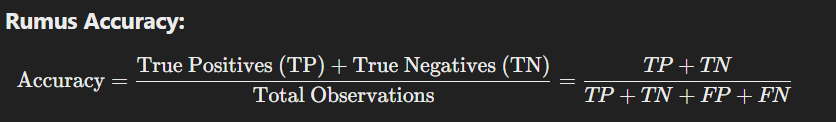 Rumus Accuracy:
Accuracy = True Positives (TP) + True Negatives (TN) / Total Observations = TP + TN / TP + TN + FP + FN